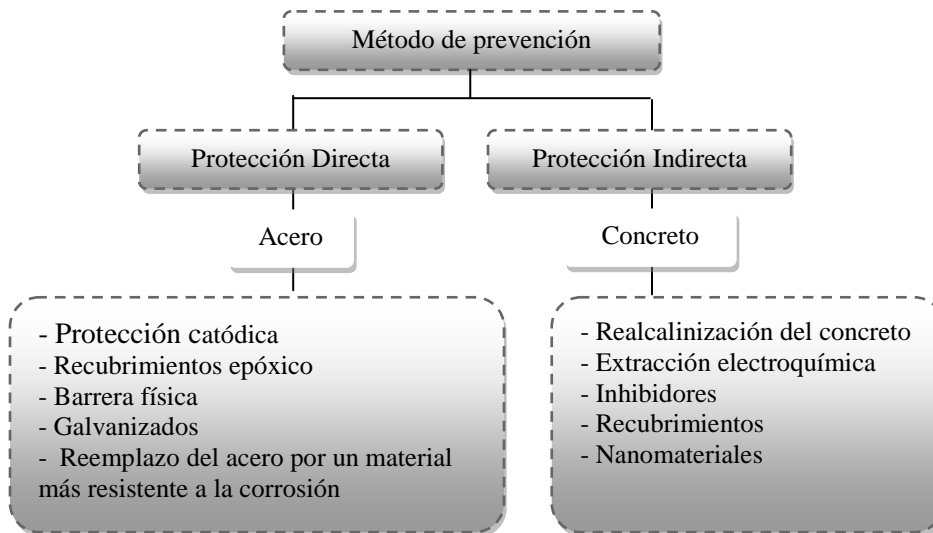 Método de prevención
Protección Directa
Protección Indirecta
Acero
Concreto
- Protección catódica
- Recubrimientos epóxico
- Barrera física
- Galvanizados
- Reemplazo del acero por un material
más resistente a la corrosión
- Realcalinización del concreto
- Extracción electroquímica
- Inhibidores
- Recubrimientos
- Nanomateriales